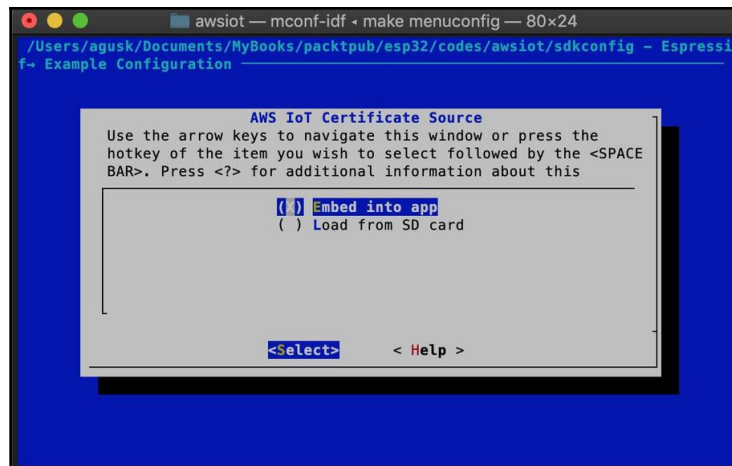 awsiot — mconf-idf ◂ make menuconfig — 80×24
/Users/agusk/Documents/MyBooks/packtpub/esp32/codes/awsiot/sdkconfig – Espressi
f→ Example Configuration
AWS IoT Certificate Source
Use the arrow keys to navigate this window or press the
hotkey of the item you wish to select followed by the <SPACE
BAR>. Press <?> for additional information about this
(X) Embed into app
( ) Load from SD card
<Select> < Help >